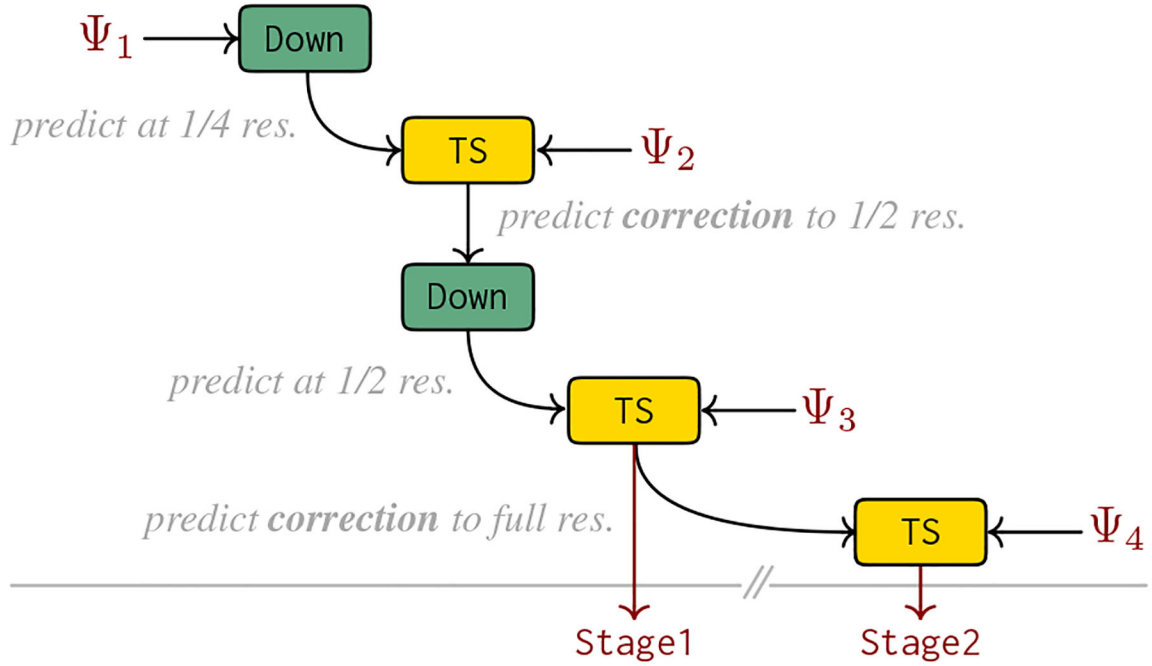 Ψ1
Down
predict at 1/4 res.
TS
Ψ2
predict correction to 1/2 res.
Down
predict at 1/2 res.
TS
Ψ3
predict correction to full res.
TS
Ψ4
Stage1
Stage2